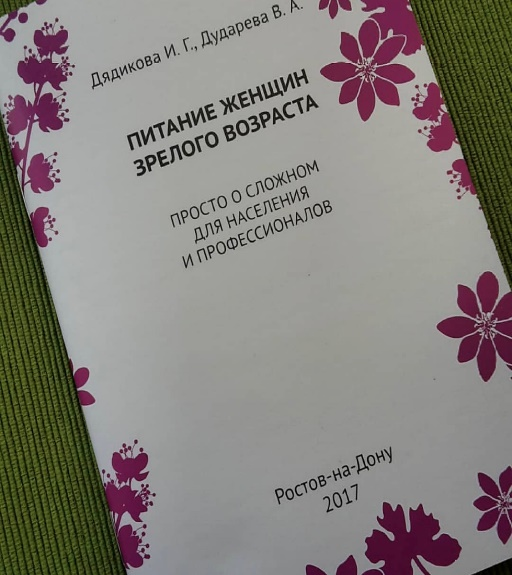 Дядикова И. Г., Дударева В. А.
ПИТАНИЕ ЖЕНЩИН
ЗРЕЛОГО ВОЗРАСТА
ПРОСТО О СЛОЖНОМ
ДЛЯ НАСЕЛЕНИЯ
И ПРОФЕССИОНАЛОВ
Ростов-на-Дону
2017